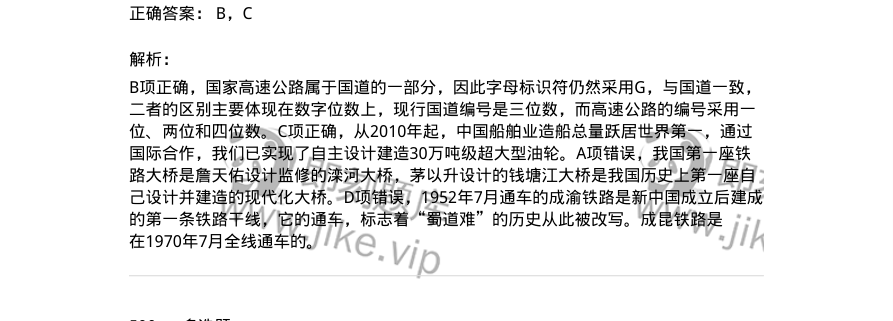 正确答案： B，C
解析：
B项正确，国家高速公路属于国道的一部分，因此字母标识符仍然采用G，与国道一致，
二者的区别主要体现在数字位数上，现行国道编号是三位数，而高速公路的编号采用一
位、两位和四位数。C项正确，从2010年起，中国船舶业造船总量跃居世界第一，通过
国际合作，我们已实现了自主设计建造30万吨级超大型油轮。A项错误，我国第一座铁
路大桥是詹天佑设计监修的滦河大桥，茅以升设计的钱塘江大桥是我国历史上第一座自
己设计并建造的现代化大桥。D项错误，1952年7月通车的成渝铁路是新中国成立后建成
的第一条铁路干线，它的通车，标志着“蜀道难”的历史从此被改写。成昆铁路是
在1970年7月全线通车的。
即刻题库
www.jike.vip
即刻
www.jik